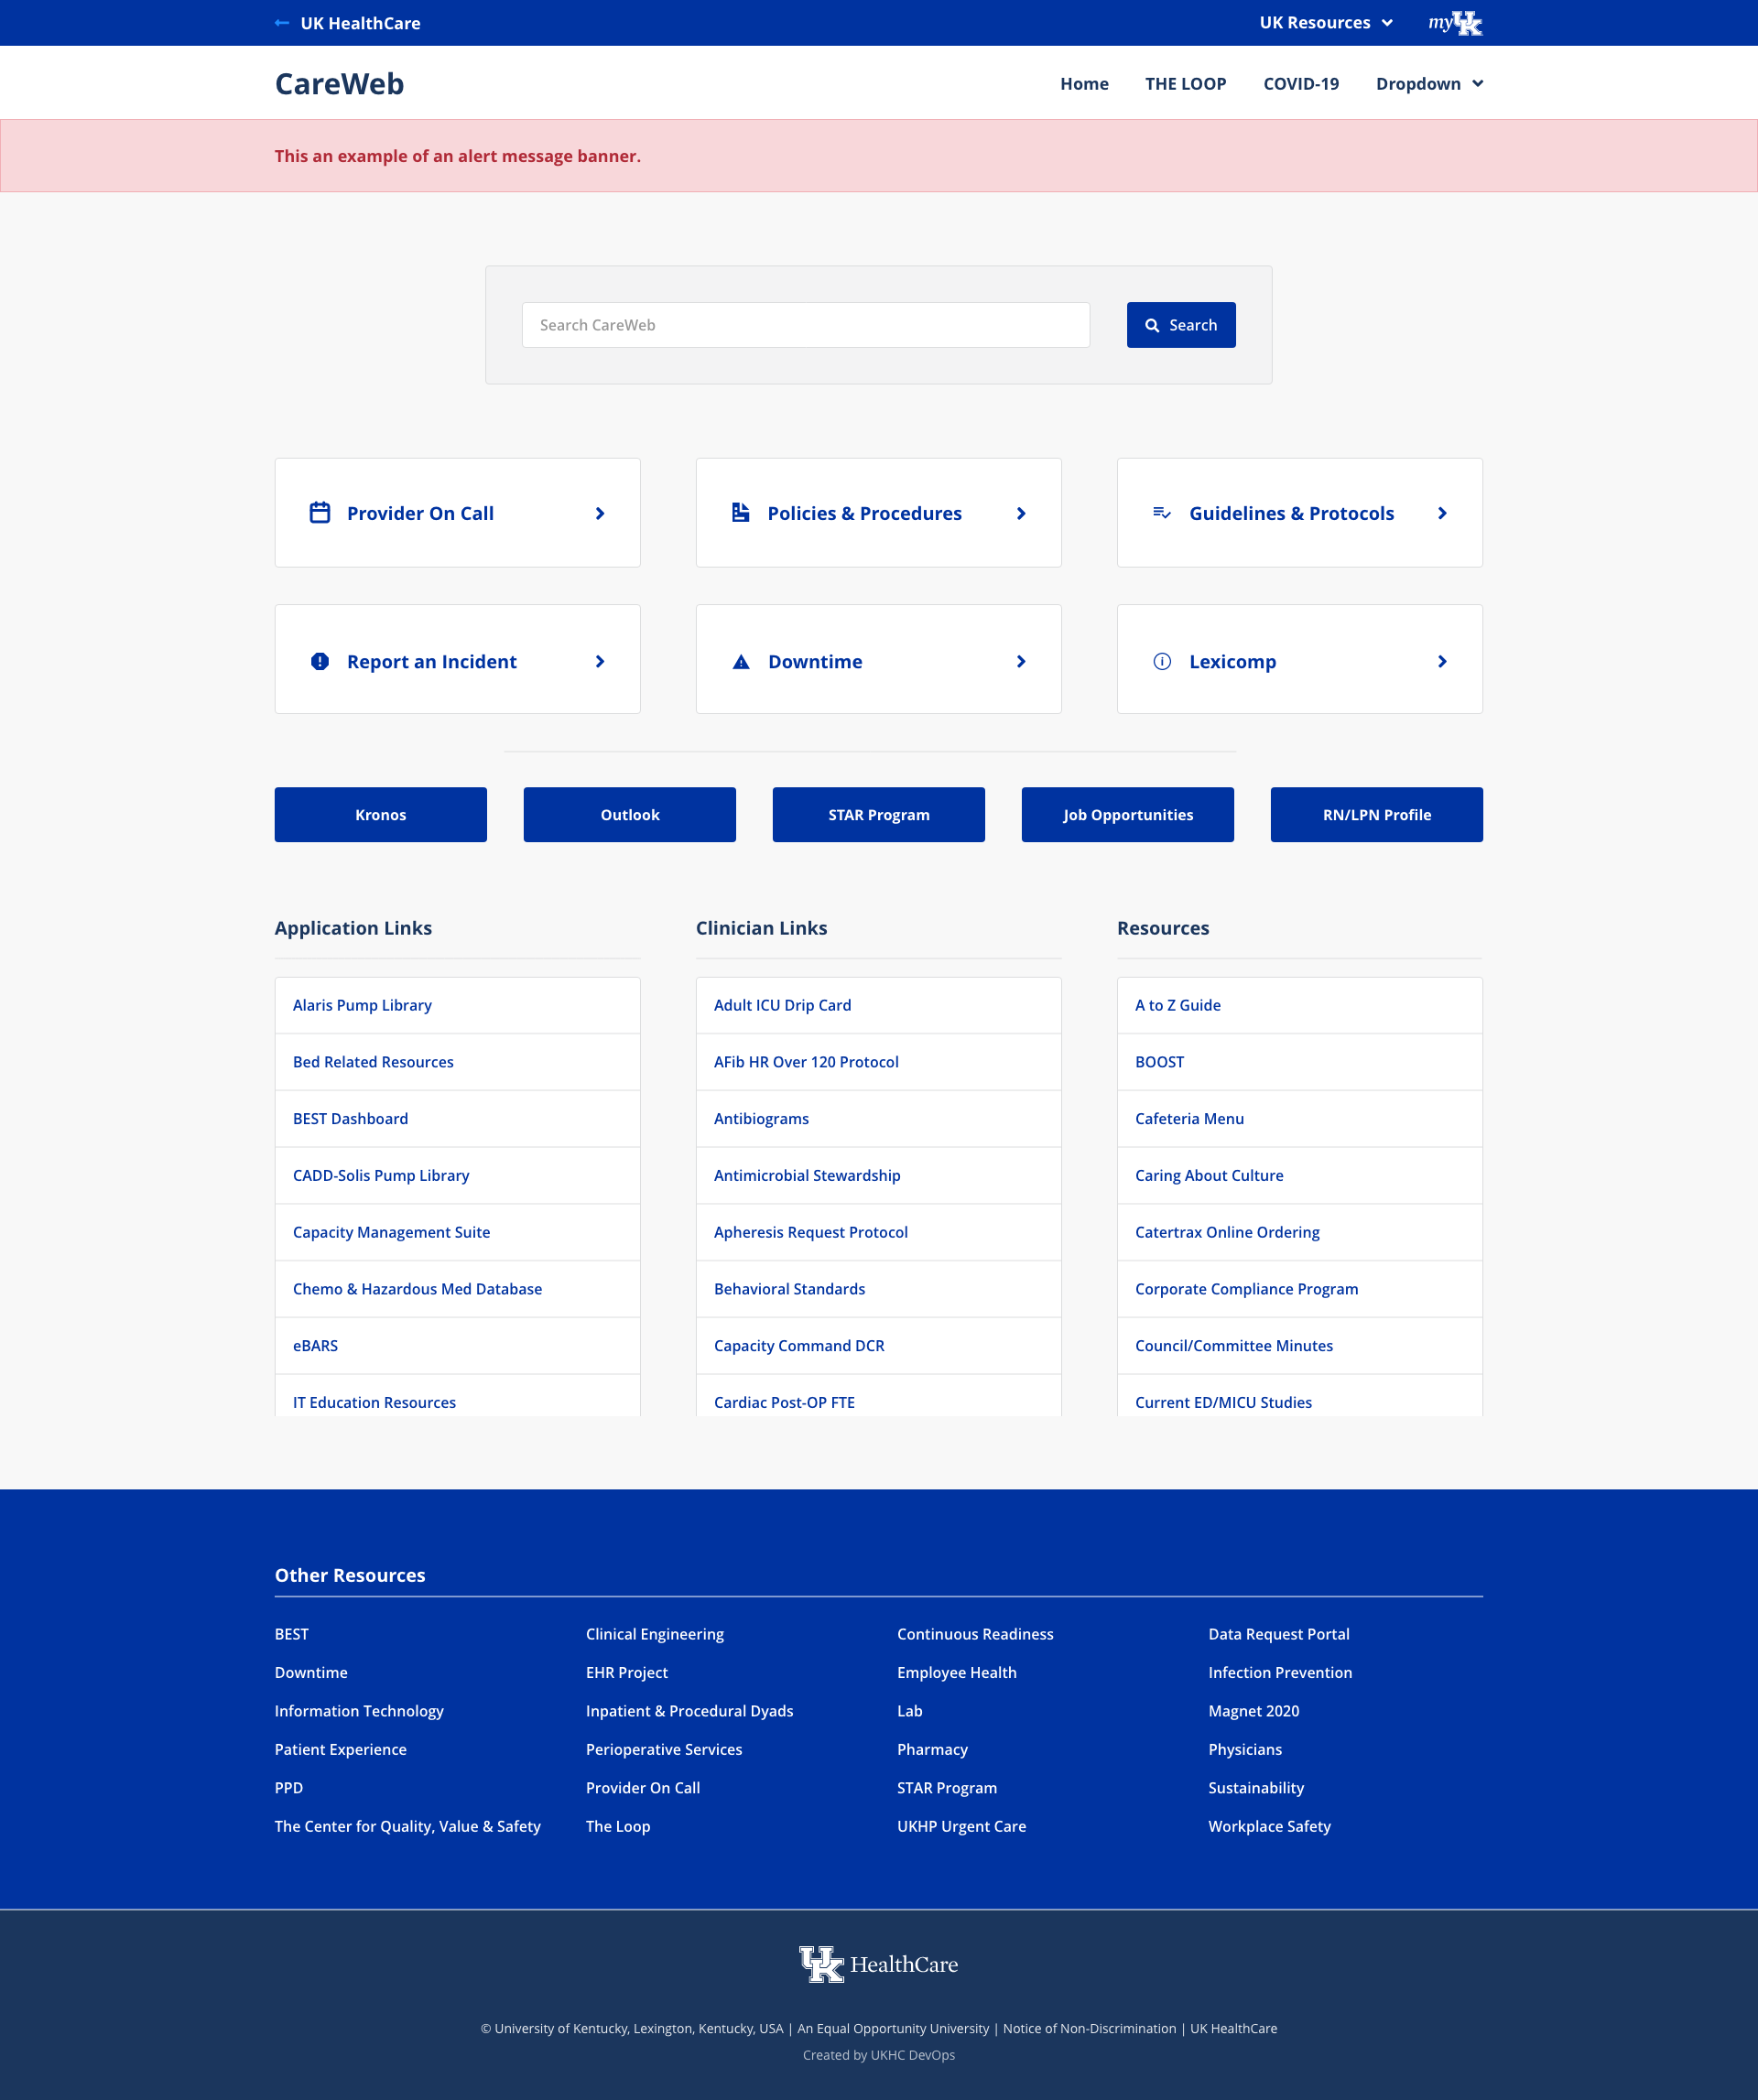 UK HealthCare
UK Resources
my UK
CareWeb
Home
THE LOOP
COVID-19
Dropdown
This an example of an alert message banner.
Search CareWeb
Search
Provider On Call
Policies & Procedures
Guidelines & Protocols
Report an Incident
Downtime
Lexicomp
Kronos
Outlook
STAR Program
Job Opportunities
RN/LPN Profile
Application Links
Alaris Pump Library
Bed Related Resources
BEST Dashboard
CADD-Solis Pump Library
Capacity Management Suite
Chemo & Hazardous Med Database
eBARS
IT Education Resources
Clinician Links
Adult ICU Drip Card
AFib HR Over 120 Protocol
Antibiograms
Antimicrobial Stewardship
Apheresis Request Protocol
Behavioral Standards
Capacity Command DCR
Cardiac Post-OP FTE
Resources
A to Z Guide
BOOST
Cafeteria Menu
Caring About Culture
Catertrax Online Ordering
Corporate Compliance Program
Council/Committee Minutes
Current ED/MICU Studies
Other Resources
BEST
Clinical Engineering
Continuous Readiness
Data Request Portal
Downtime
EHR Project
Employee Health
Infection Prevention
Information Technology
Inpatient & Procedural Dyads
Lab
Magnet 2020
Patient Experience
Perioperative Services
Pharmacy
Physicians
PPD
Provider On Call
STAR Program
Sustainability
The Center for Quality, Value & Safety
The Loop
UKHP Urgent Care
Workplace Safety
UK HealthCare
© University of Kentucky, Lexington, Kentucky, USA | An Equal Opportunity University | Notice of Non-Discrimination | UK HealthCare
Created by UKHC DevOps